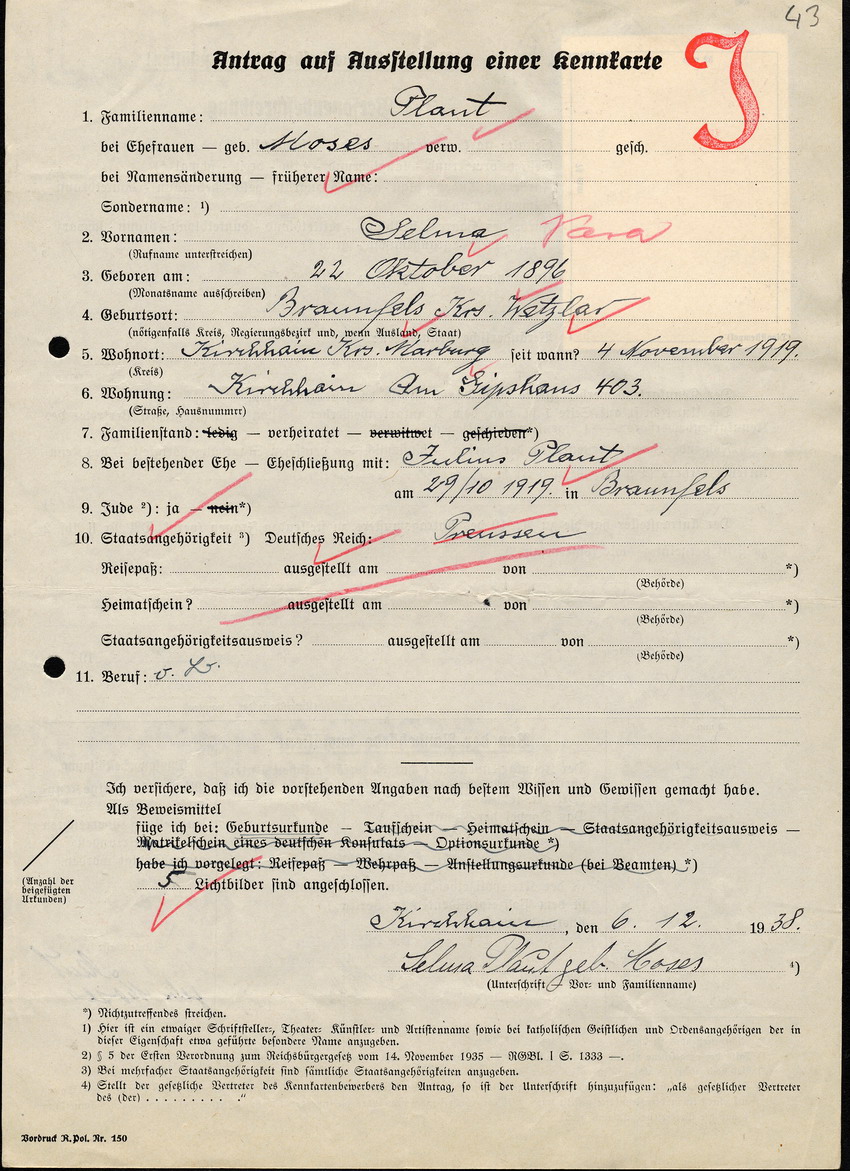 43
J
Antrag auf Ausstellung einer Kennkarte
1. Familienname: Plaut
bei Ehefrauen — geb. Moses verw. gesch.
bei Namensänderung — früherer Name:
Sondername: ¹)
2. Vornamen: Selma
(Rufname unterstreichen)
3. Geboren am: 22 Oktober 1896
(Monatsname ausschreiben)
4. Geburtsort: Braunfels Krs. Wetzlar
(nötigenfalls Kreis, Regierungsbezirk und, wenn Ausland, Staat)
5. Wohnort: Kirchhain Krs. Marburg seit wann? 4 November 1919.
(Kreis)
6. Wohnung: Kirchhain Am Gipshaus 403.
(Straße, Hausnummer)
7. Familienstand: ledig — verheiratet — verwitwet — geschieden*)
8. Bei bestehender Ehe — Eheschließung mit: Julius Plaut
am 29/10 1919. in Braunfels
9. Jude ²): ja — nein*)
10. Staatsangehörigkeit ³) Deutsches Reich: Preussen
Reisepaß: ausgestellt am von *)
(Behörde)
Heimatschein? ausgestellt am von *)
(Behörde)
Staatsangehörigkeitsausweis? ausgestellt am von *)
(Behörde)
11. Beruf:
Ich versichere, daß ich die vorstehenden Angaben nach bestem Wissen und Gewissen gemacht habe.
Als Beweismittel
füge ich bei: Geburtsurkunde — Taufschein — Heimatschein — Staatsangehörigkeitsausweis —
Matrikelschein eines deutschen Konsulats — Optionsurkunde *)
habe ich vorgelegt: Reisepaß — Wehrpaß — Anstellungsurkunde (bei Beamten) *)
(Anzahl der
beigefügten
Urkunden)
5 Lichtbilder sind angeschlossen.
Kirchhain, den 6. 12. 1938.
Selma Plaut geb. Moses ⁴)
(Unterschrift — Vor- und Familienname)
*) Nichtzutreffendes streichen.
1) Hier ist ein etwaiger Schriftsteller-, Theater- Künstler- und Artistenname sowie bei katholischen Geistlichen und Ordensangehörigen der in
dieser Eigenschaft etwa geführte besondere Name anzugeben.
2) § 5 der Ersten Verordnung zum Reichsbürgergesetz vom 14. November 1935 — RGBl. I S. 1333 —.
3) Bei mehrfacher Staatsangehörigkeit sind sämtliche Staatsangehörigkeiten anzugeben.
4) Stellt der gesetzliche Vertreter des Kennkartenbewerbers den Antrag, so ist der Unterschrift hinzuzufügen: „als gesetzlicher Vertreter
des (der) . . . . . . . . . “
Vordruck R.Pol. Nr. 150